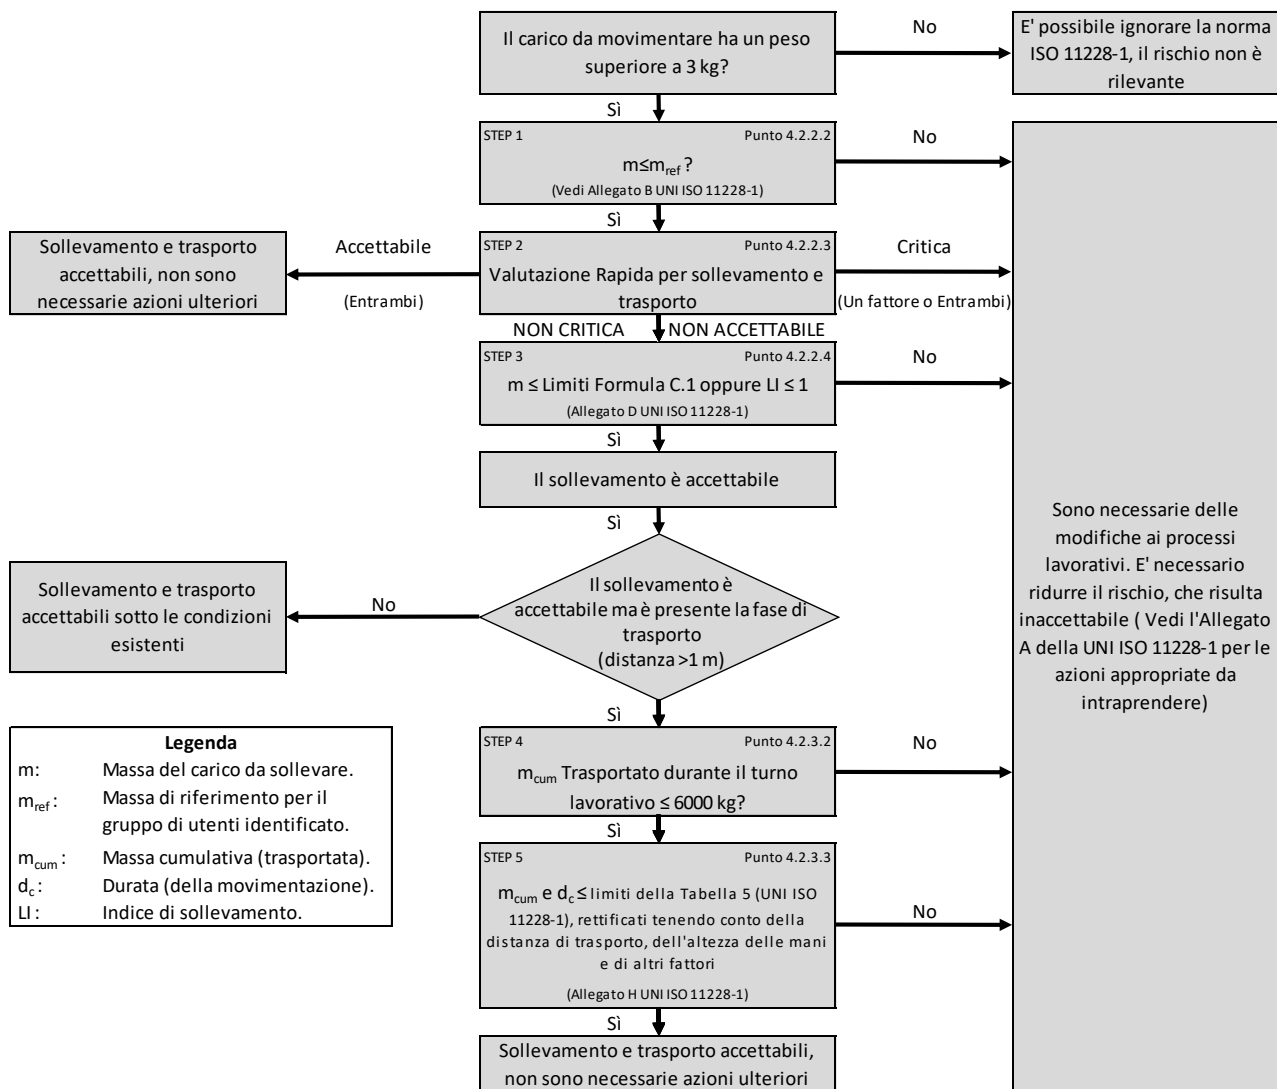 Il carico da movimentare ha un peso
superiore a 3 kg?
No
E' possibile ignorare la norma
ISO 11228-1, il rischio non è
rilevante
Sì
STEP 1 Punto 4.2.2.2
m≤m_ref ?
(Vedi Allegato B UNI ISO 11228-1)
No
Sì
Sollevamento e trasporto
accettabili, non sono
necessarie azioni ulteriori
Accettabile
(Entrambi)
STEP 2 Punto 4.2.2.3
Valutazione Rapida per sollevamento e
trasporto
Critica
(Un fattore o Entrambi)
NON CRITICA NON ACCETTABILE
STEP 3 Punto 4.2.2.4
m ≤ Limiti Formula C.1 oppure LI ≤ 1
(Allegato D UNI ISO 11228-1)
No
Sì
Il sollevamento è accettabile
Sì
Sollevamento e trasporto
accettabili sotto le condizioni
esistenti
No
Il sollevamento è
accettabile ma è presente la fase di
trasporto
(distanza >1 m)
Sono necessarie delle
modifiche ai processi
lavorativi. E' necessario
ridurre il rischio, che risulta
inaccettabile ( Vedi l'Allegato
A della UNI ISO 11228-1 per le
azioni appropriate da
intraprendere)
Sì
STEP 4 Punto 4.2.3.2
m_cum Trasportato durante il turno
lavorativo ≤ 6000 kg?
No
Sì
STEP 5 Punto 4.2.3.3
m_cum e d_c ≤ limiti della Tabella 5 (UNI ISO
11228-1), rettificati tenendo conto della
distanza di trasporto, dell'altezza delle mani
e di altri fattori
(Allegato H UNI ISO 11228-1)
No
Sì
Sollevamento e trasporto accettabili,
non sono necessarie azioni ulteriori
Legenda
m: Massa del carico da sollevare.
m_ref : Massa di riferimento per il
gruppo di utenti identificato.
m_cum : Massa cumulativa (trasportata).
d_c : Durata (della movimentazione).
LI : Indice di sollevamento.